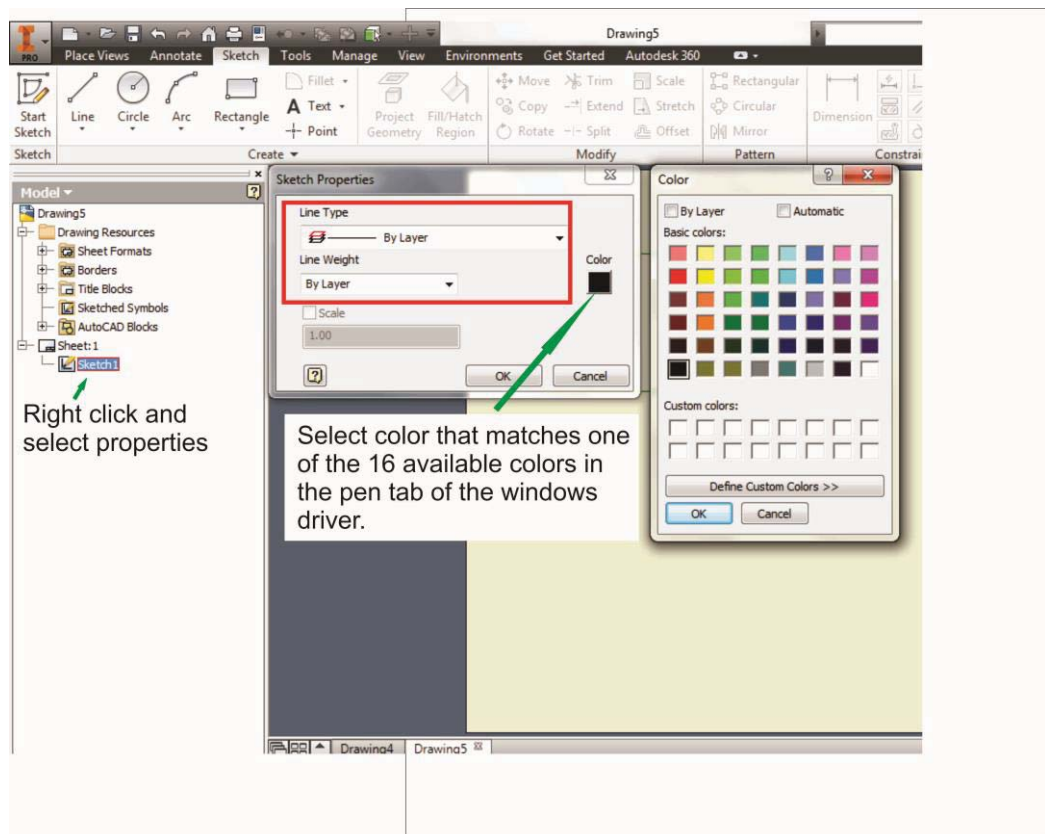 Drawing5
PRO
Place Views Annotate Sketch Tools Manage View Environments Get Started Autodesk 360
Start Sketch
Line
Circle
Arc
Rectangle
Fillet
Text
Point
Project Geometry
Fill/Hatch Region
Move
Copy
Rotate
Trim
Extend
Split
Scale
Stretch
Offset
Rectangular
Circular
Mirror
Dimension
Sketch
Create
Modify
Pattern
Constrai
Model
Drawing5
Drawing Resources
Sheet Formats
Borders
Title Blocks
Sketched Symbols
AutoCAD Blocks
Sheet:1
Sketch1
Right click and
select properties
Sketch Properties
Line Type
By Layer
Line Weight
By Layer
Color
Scale
1.00
OK
Cancel
Select color that matches one
of the 16 available colors in
the pen tab of the windows
driver.
Color
By Layer
Automatic
Basic colors:
Custom colors:
Define Custom Colors >>
OK
Cancel
Drawing4
Drawing5